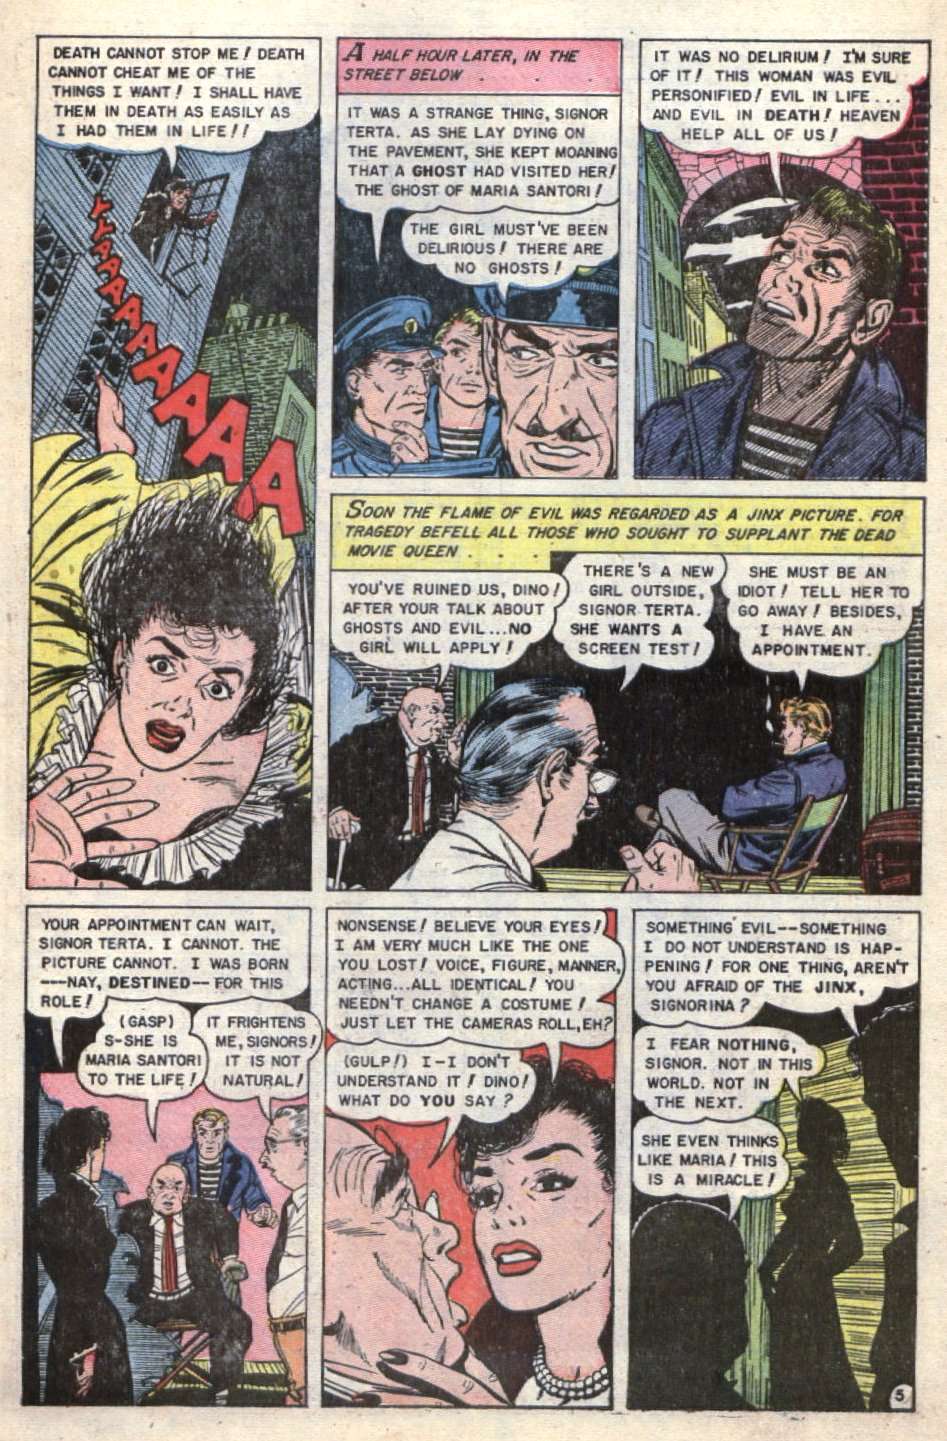 DEATH CANNOT STOP ME! DEATH
CANNOT CHEAT ME OF THE
THINGS I WANT! I SHALL HAVE
THEM IN DEATH AS EASILY AS
I HAD THEM IN LIFE!!
YAAAAAAAAAA
A HALF HOUR LATER, IN THE
STREET BELOW . . . .
IT WAS A STRANGE THING, SIGNOR
TERTA. AS SHE LAY DYING ON
THE PAVEMENT, SHE KEPT MOANING
THAT A GHOST HAD VISITED HER!
THE GHOST OF MARIA SANTORI!
THE GIRL MUST'VE BEEN
DELIRIOUS! THERE ARE
NO GHOSTS!
IT WAS NO DELIRIUM! I'M SURE
OF IT! THIS WOMAN WAS EVIL
PERSONIFIED! EVIL IN LIFE...
AND EVIL IN DEATH! HEAVEN
HELP ALL OF US!
SOON THE FLAME OF EVIL WAS REGARDED AS A JINX PICTURE. FOR
TRAGEDY BEFELL ALL THOSE WHO SOUGHT TO SUPPLANT THE DEAD
MOVIE QUEEN . . . .
YOU'VE RUINED US, DINO!
AFTER YOUR TALK ABOUT
GHOSTS AND EVIL...NO
GIRL WILL APPLY!
THERE'S A NEW
GIRL OUTSIDE,
SIGNOR TERTA.
SHE WANTS A
SCREEN TEST!
SHE MUST BE AN
IDIOT! TELL HER TO
GO AWAY! BESIDES,
I HAVE AN
APPOINTMENT.
YOUR APPOINTMENT CAN WAIT,
SIGNOR TERTA. I CANNOT. THE
PICTURE CANNOT. I WAS BORN
---NAY, DESTINED-- FOR THIS
ROLE!
(GASP)
S-SHE IS
MARIA SANTORI
TO THE LIFE!
IT FRIGHTENS
ME, SIGNORS!
IT IS NOT
NATURAL!
NONSENSE! BELIEVE YOUR EYES!
I AM VERY MUCH LIKE THE ONE
YOU LOST! VOICE, FIGURE, MANNER,
ACTING...ALL IDENTICAL! YOU
NEEDN'T CHANGE A COSTUME!
JUST LET THE CAMERAS ROLL, EH?
(GULP!) I-I DON'T
UNDERSTAND IT! DINO!
WHAT DO YOU SAY?
SOMETHING EVIL--SOMETHING
I DO NOT UNDERSTAND IS HAP-
PENING! FOR ONE THING, AREN'T
YOU AFRAID OF THE JINX,
SIGNORINA?
I FEAR NOTHING,
SIGNOR. NOT IN THIS
WORLD. NOT IN
THE NEXT.
SHE EVEN THINKS
LIKE MARIA! THIS
IS A MIRACLE!
5